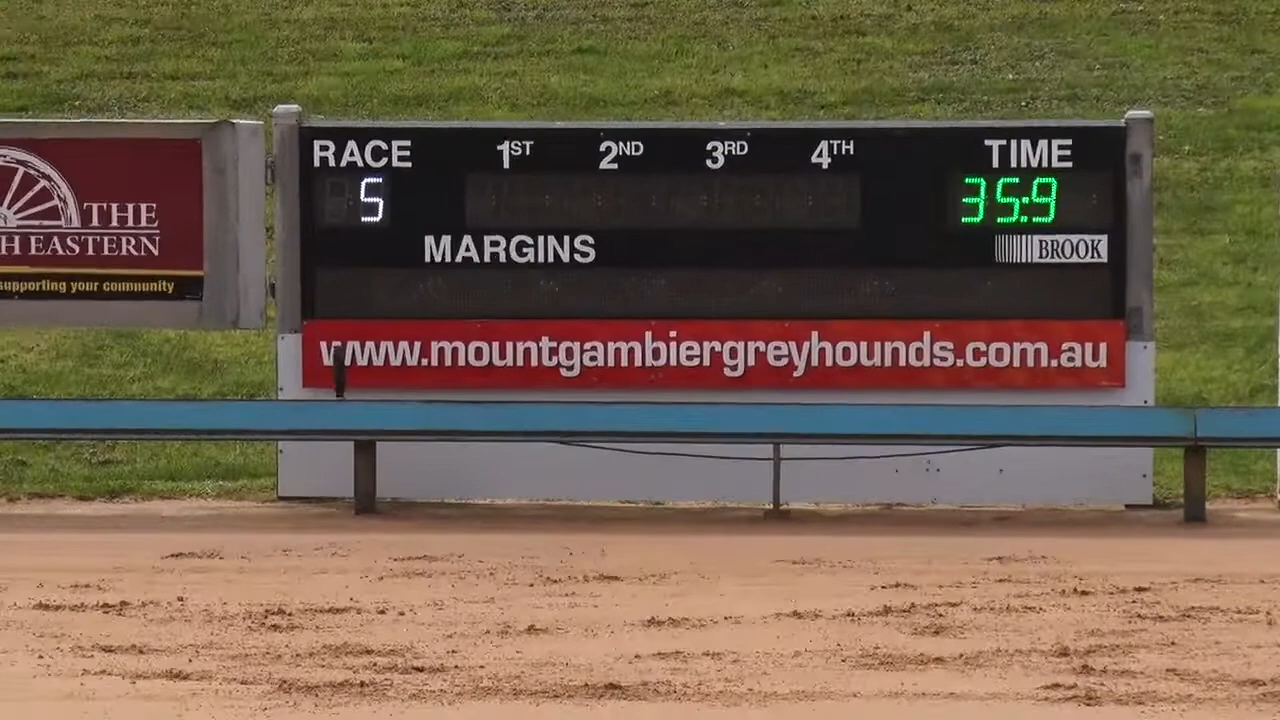 THE
H EASTERN
supporting your community
RACE 1ST 2ND 3RD 4TH TIME
5 35:9
MARGINS BROOK
www.mountgambiergreyhounds.com.au